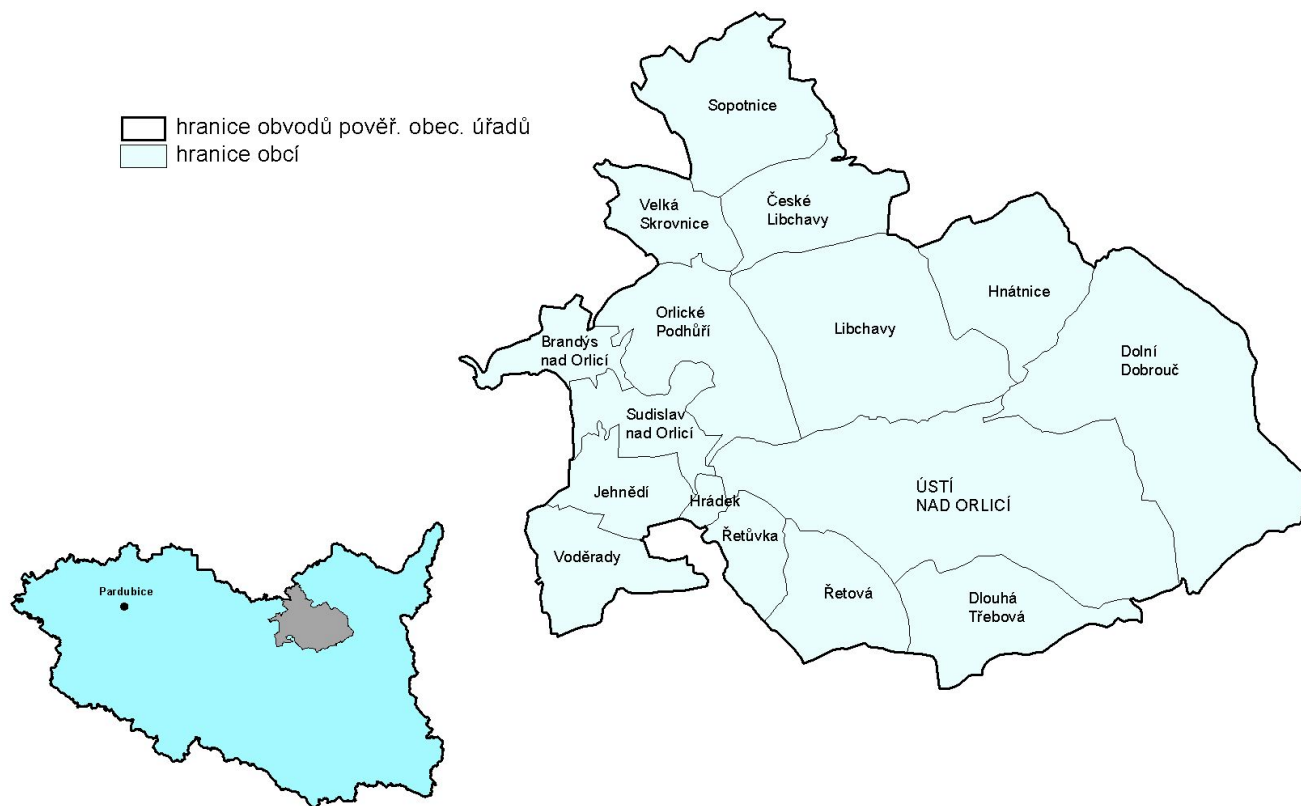 hranice obvodů pověř. obec. úřadů
hranice obcí
Sopotnice
Velká
Skrovnice
České
Libchavy
Hnátnice
Orlické
Podhůří
Libchavy
Brandýs
nad Orlicí
Dolní
Dobrouč
Sudislav
nad Orlicí
Jehnědí
Hrádek
ÚSTÍ
NAD ORLICÍ
Řetůvka
Voděrady
Řetová
Dlouhá
Třebová
Pardubice